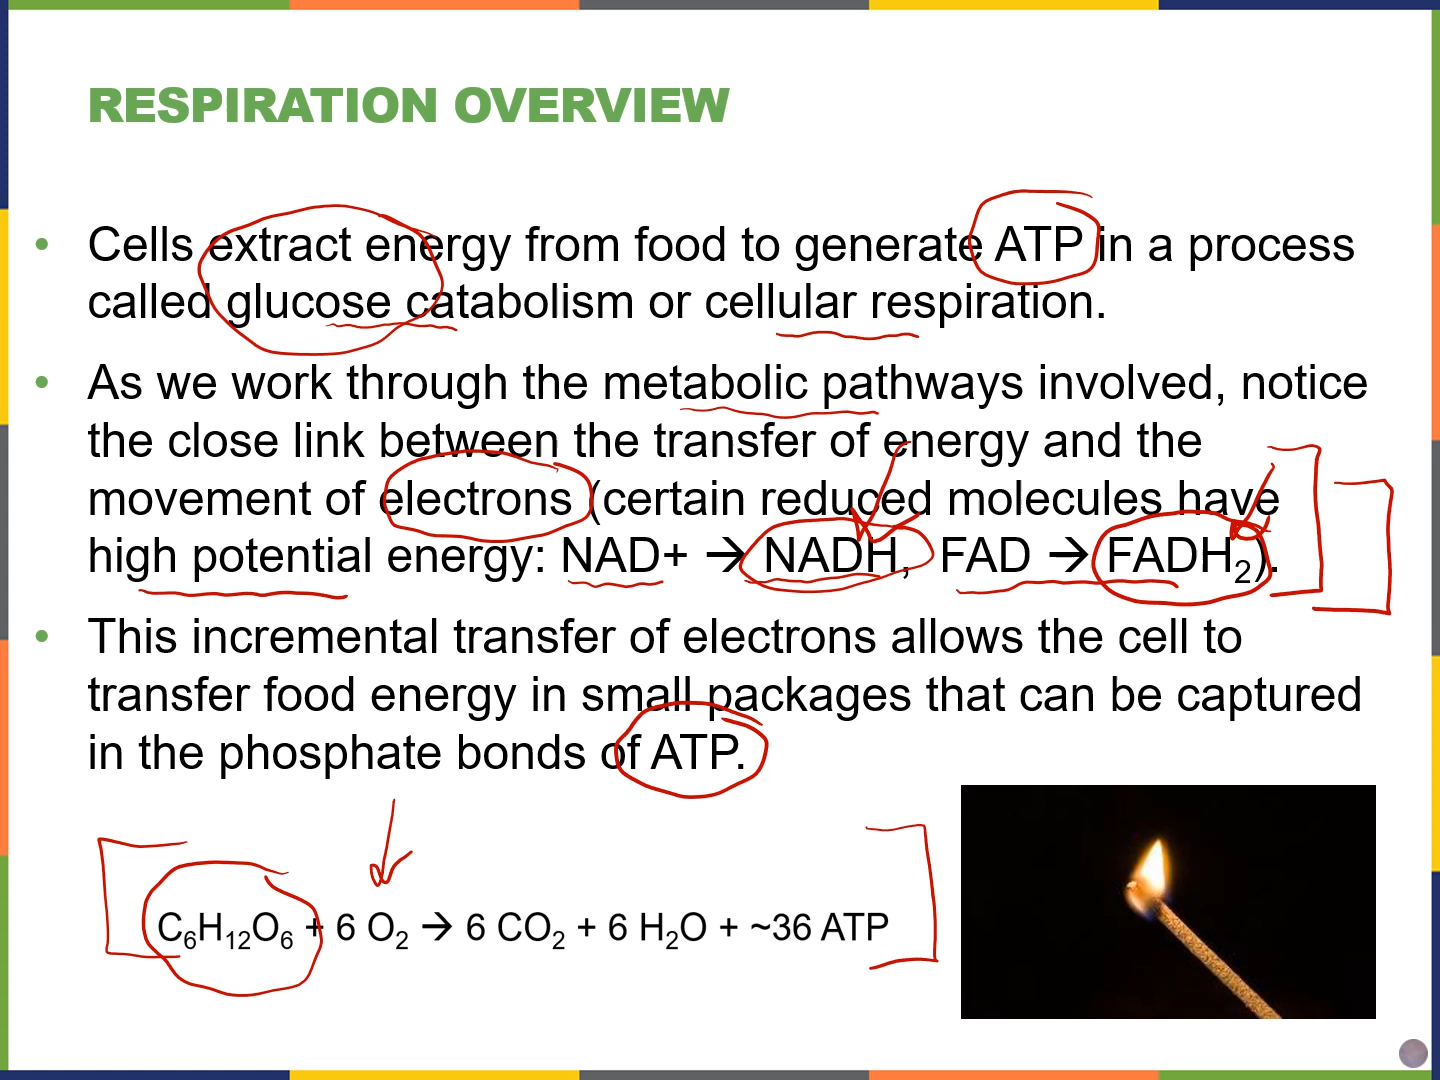 RESPIRATION OVERVIEW
• Cells extract energy from food to generate ATP in a process
called glucose catabolism or cellular respiration.
• As we work through the metabolic pathways involved, notice
the close link between the transfer of energy and the
movement of electrons (certain reduced molecules have
high potential energy: NAD+ → NADH, FAD → FADH₂).
• This incremental transfer of electrons allows the cell to
transfer food energy in small packages that can be captured
in the phosphate bonds of ATP.
C₆H₁₂O₆ + 6 O₂ → 6 CO₂ + 6 H₂O + ~36 ATP